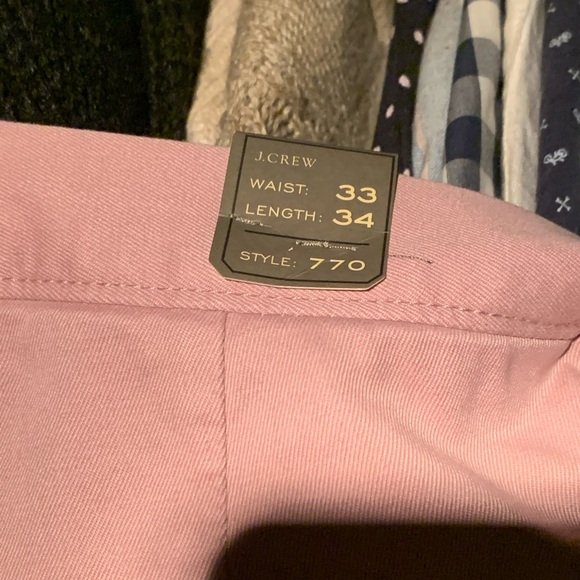 J.CREW
WAIST: 33
LENGTH: 34
STYLE: 770